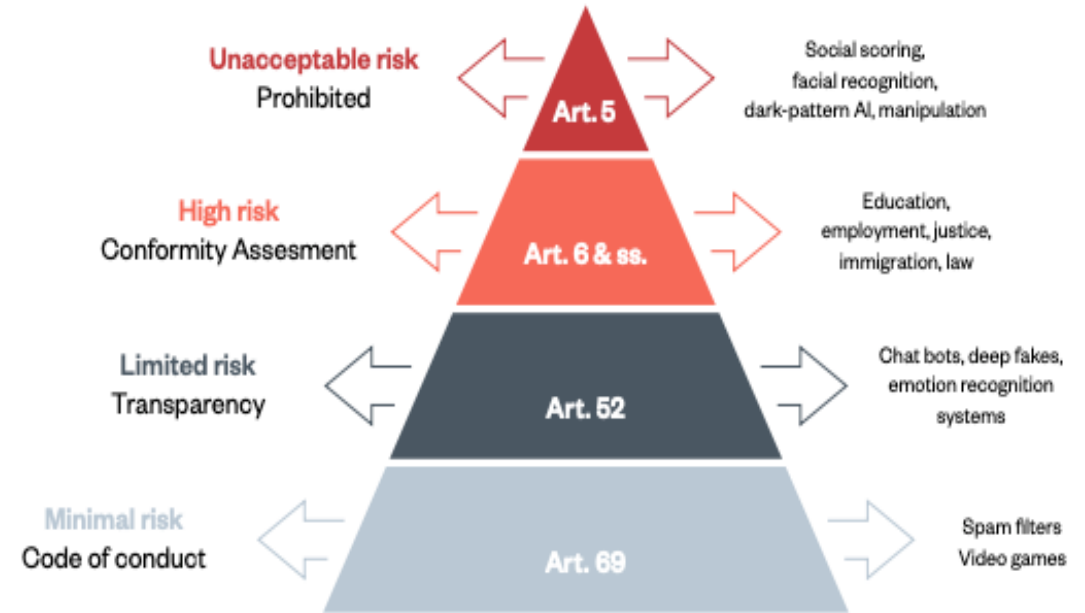 Unacceptable risk
Prohibited
Art. 5
Social scoring,
facial recognition,
dark-pattern AI, manipulation
High risk
Conformity Assesment
Art. 6 & ss.
Education,
employment, justice,
immigration, law
Limited risk
Transparency
Art. 52
Chat bots, deep fakes,
emotion recognition
systems
Minimal risk
Code of conduct
Art. 69
Spam filters
Video games